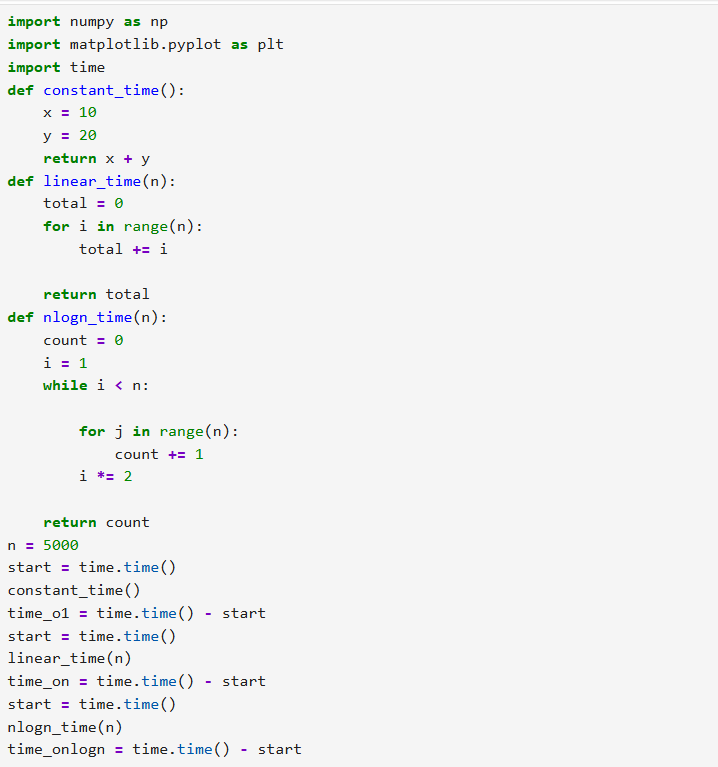 import numpy as np
import matplotlib.pyplot as plt
import time
def constant_time():
    x = 10
    y = 20
    return x + y
def linear_time(n):
    total = 0
    for i in range(n):
        total += i

    return total
def nlogn_time(n):
    count = 0
    i = 1
    while i < n:

        for j in range(n):
            count += 1
        i *= 2

    return count
n = 5000
start = time.time()
constant_time()
time_o1 = time.time() - start
start = time.time()
linear_time(n)
time_on = time.time() - start
start = time.time()
nlogn_time(n)
time_onlogn = time.time() - start